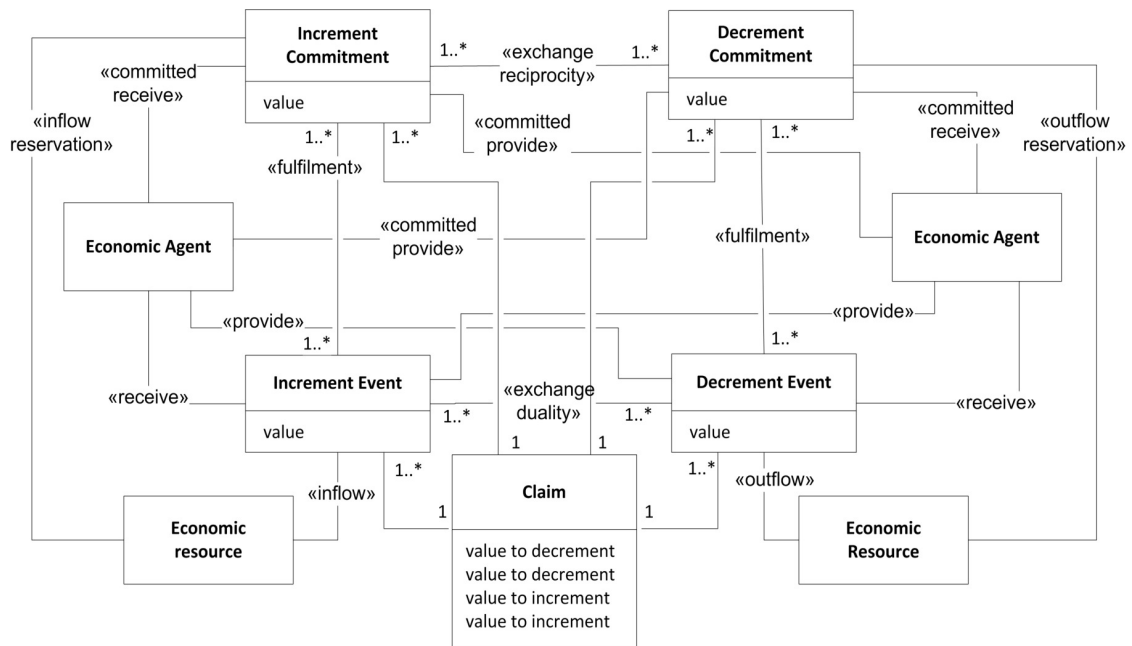 Increment
Commitment
value
Decrement
Commitment
value
1..*
«exchange
reciprocity»
1..*
«committed
receive»
«inflow
reservation»
1..*
1..*
«fulfilment»
«committed
provide»
1..*
1..*
«committed
receive»
«outflow
reservation»
Economic Agent
«committed
provide»
«fulfilment»
Economic Agent
«provide»
«provide»
1..*
1..*
Increment Event
value
Decrement Event
value
«receive»
1..*
«exchange
duality»
1..*
«receive»
1
1
1..*
1..*
«inflow»
«outflow»
Economic
resource
1
Claim
value to decrement
value to decrement
value to increment
value to increment
1
Economic
Resource